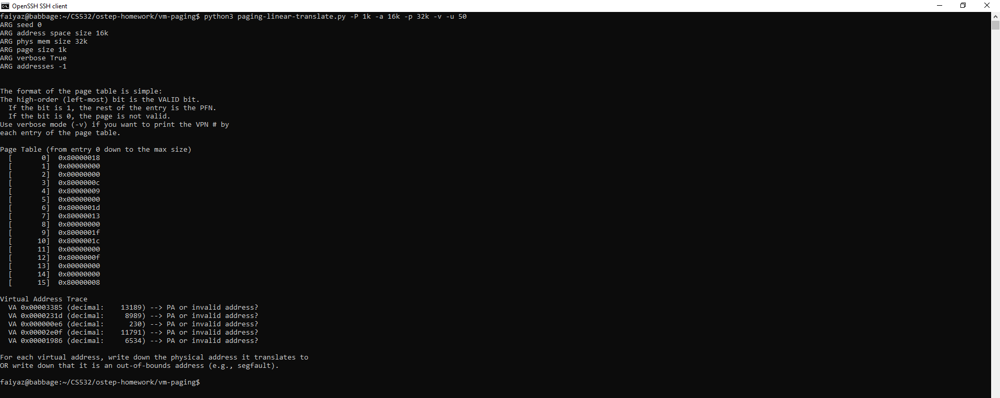 OpenSSH SSH client
faiyaz@babbage:~/CS532/ostep-homework/vm-paging$ python3 paging-linear-translate.py -P 1k -a 16k -p 32k -v -u 50
ARG seed 0
ARG address space size 16k
ARG phys mem size 32k
ARG page size 1k
ARG verbose True
ARG addresses -1
The format of the page table is simple:
The high-order (left-most) bit is the VALID bit.
  If the bit is 1, the rest of the entry is the PFN.
  If the bit is 0, the page is not valid.
Use verbose mode (-v) if you want to print the VPN # by
each entry of the page table.
Page Table (from entry 0 down to the max size)
  [       0]  0x80000018
  [       1]  0x00000000
  [       2]  0x00000000
  [       3]  0x8000000c
  [       4]  0x80000009
  [       5]  0x00000000
  [       6]  0x8000001d
  [       7]  0x80000013
  [       8]  0x00000000
  [       9]  0x8000001f
  [      10]  0x8000001c
  [      11]  0x00000000
  [      12]  0x8000000f
  [      13]  0x00000000
  [      14]  0x00000000
  [      15]  0x80000008
Virtual Address Trace
  VA 0x00003385 (decimal:    13189) --> PA or invalid address?
  VA 0x0000231d (decimal:     8989) --> PA or invalid address?
  VA 0x000000e6 (decimal:      230) --> PA or invalid address?
  VA 0x00002e0f (decimal:    11791) --> PA or invalid address?
  VA 0x00001986 (decimal:     6534) --> PA or invalid address?
For each virtual address, write down the physical address it translates to
OR write down that it is an out-of-bounds address (e.g., segfault).
faiyaz@babbage:~/CS532/ostep-homework/vm-paging$